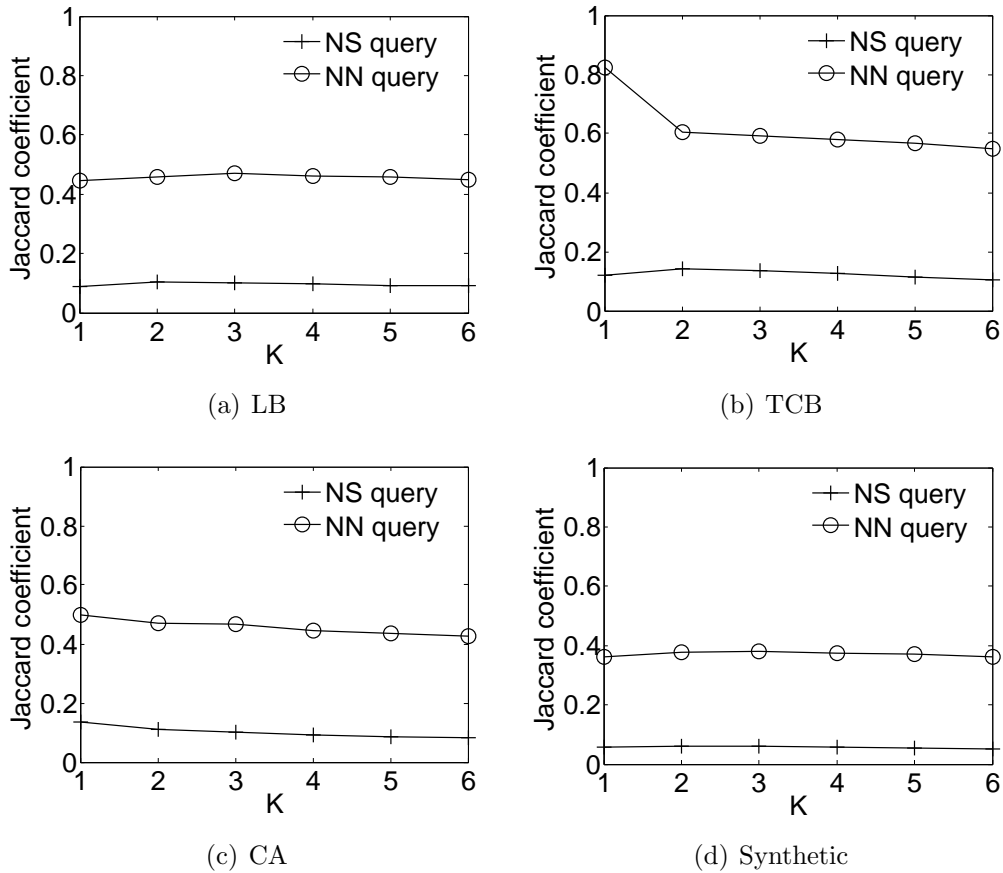 1
0.8
0.6
0.4
0.2
0
Jaccard coefficient
NS query
NN query
1 2 3 4 5 6
K
(a) LB
1
0.8
0.6
0.4
0.2
0
Jaccard coefficient
NS query
NN query
1 2 3 4 5 6
K
(b) TCB
1
0.8
0.6
0.4
0.2
0
Jaccard coefficient
NS query
NN query
1 2 3 4 5 6
K
(c) CA
1
0.8
0.6
0.4
0.2
0
Jaccard coefficient
NS query
NN query
1 2 3 4 5 6
K
(d) Synthetic